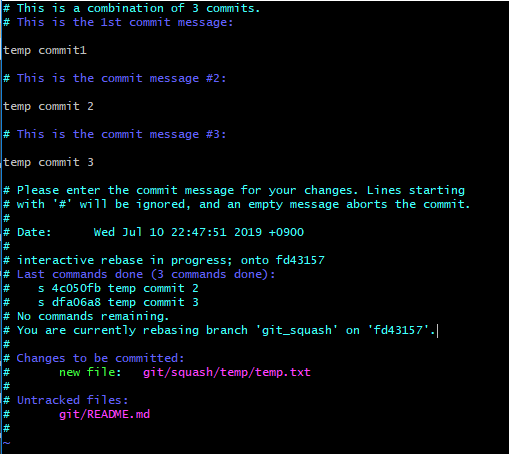 # This is a combination of 3 commits.
# This is the 1st commit message:

temp commit1

# This is the commit message #2:

temp commit 2

# This is the commit message #3:

temp commit 3

# Please enter the commit message for your changes. Lines starting
# with '#' will be ignored, and an empty message aborts the commit.
#
# Date:      Wed Jul 10 22:47:51 2019 +0900
#
# interactive rebase in progress; onto fd43157
# Last commands done (3 commands done):
#    s 4c050fb temp commit 2
#    s dfa06a8 temp commit 3
# No commands remaining.
# You are currently rebasing branch 'git_squash' on 'fd43157'.
#
# Changes to be committed:
#       new file:   git/squash/temp/temp.txt
#
# Untracked files:
#       git/README.md
#
~